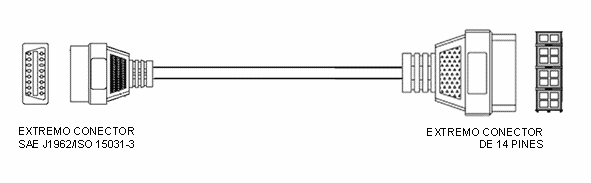 EXTREMO CONECTOR
SAE J1962/ISO 15031-3
EXTREMO CONECTOR
DE 14 PINES